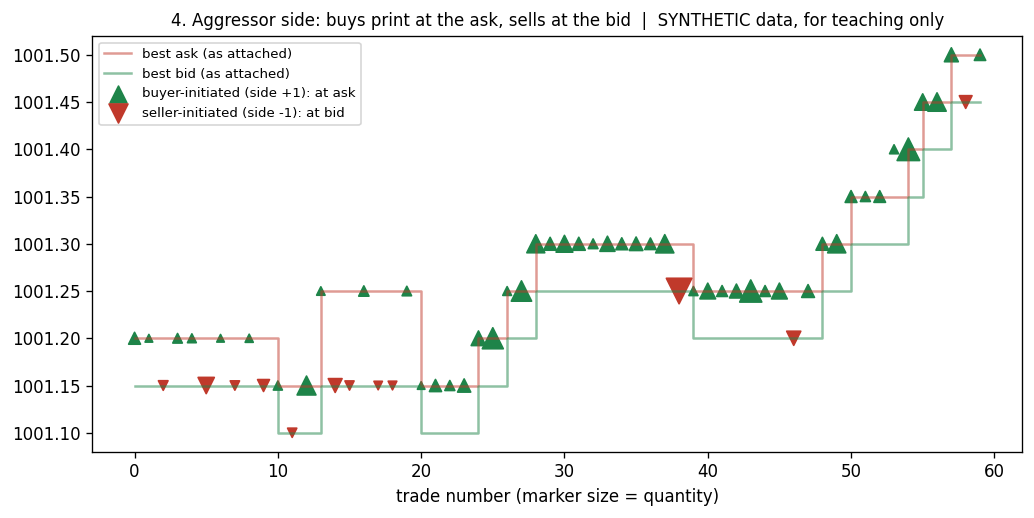 4. Aggressor side: buys print at the ask, sells at the bid | SYNTHETIC data, for teaching only
best ask (as attached)
best bid (as attached)
buyer-initiated (side +1): at ask
seller-initiated (side -1): at bid
1001.50
1001.45
1001.40
1001.35
1001.30
1001.25
1001.20
1001.15
1001.10
0 10 20 30 40 50 60
trade number (marker size = quantity)